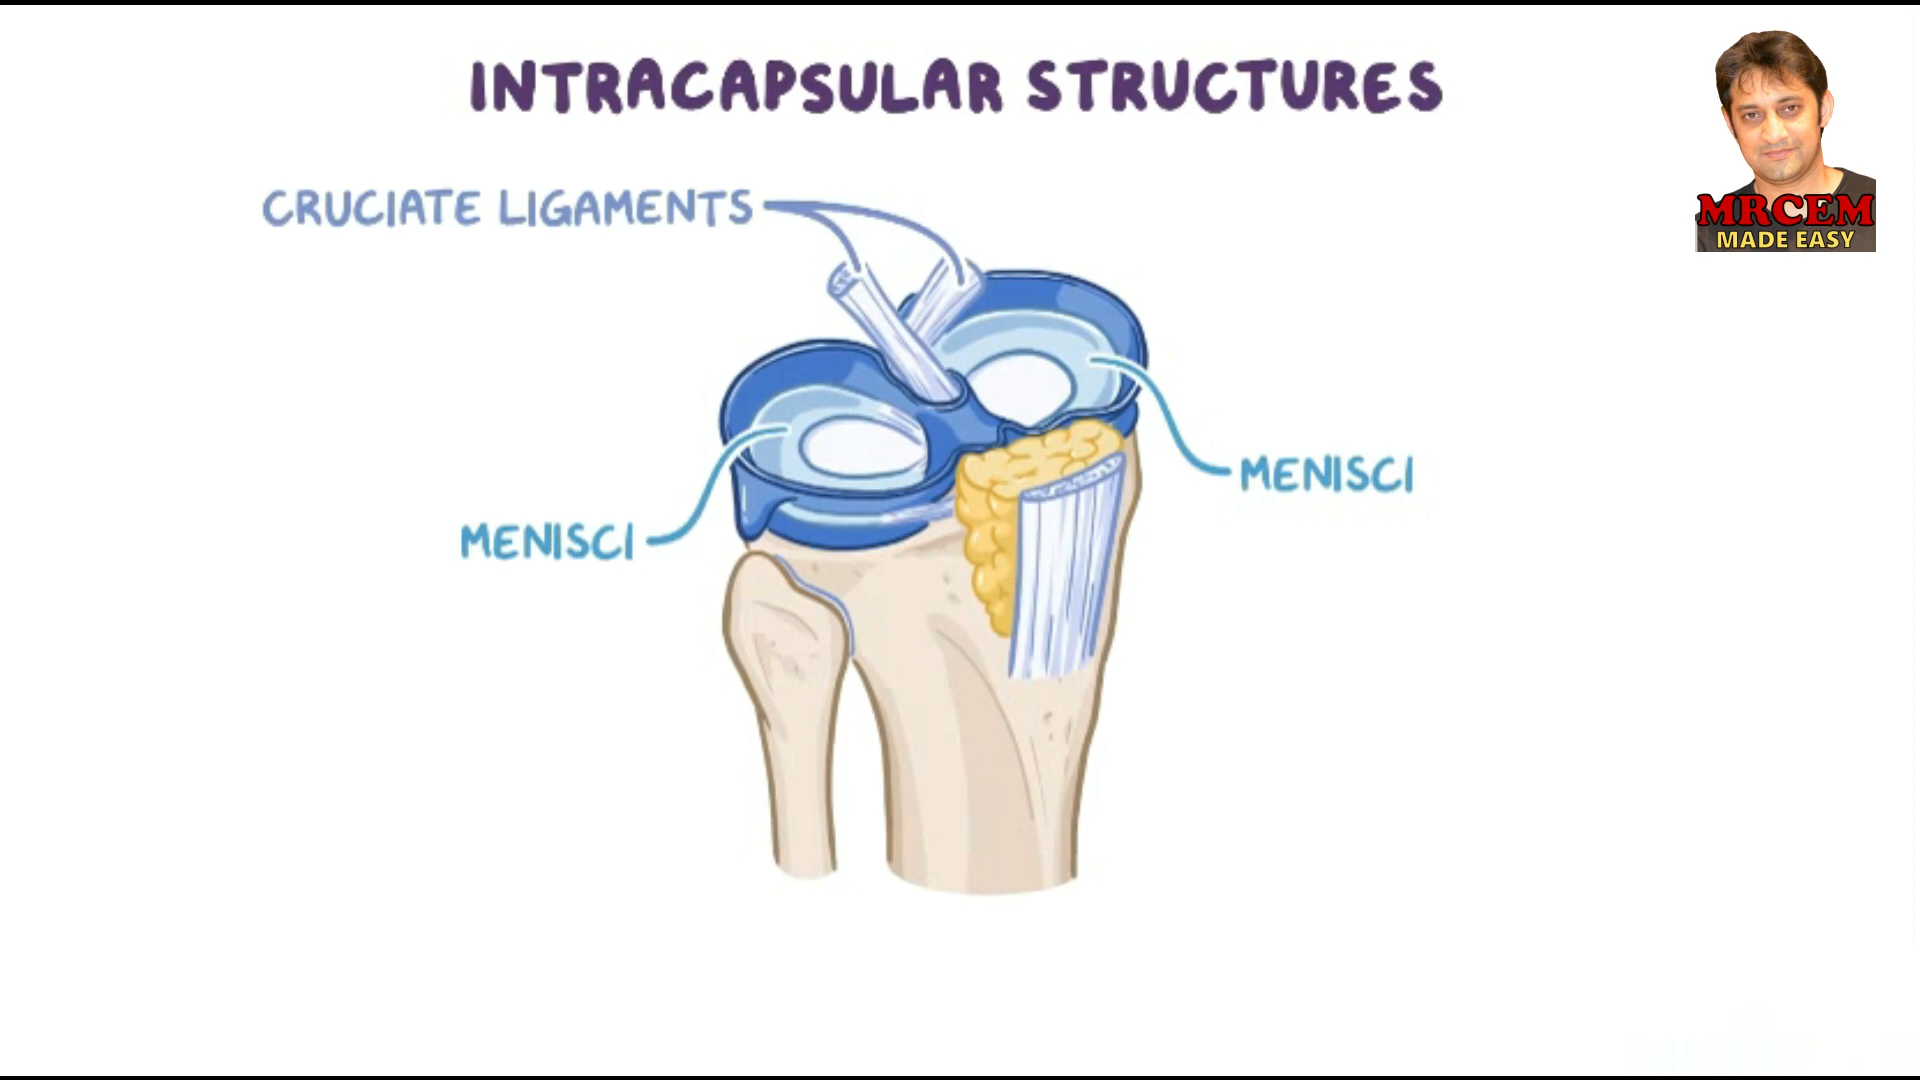 INTRACAPSULAR STRUCTURES
MRCEM
MADE EASY
CRUCIATE LIGAMENTS
MENISCI
MENISCI